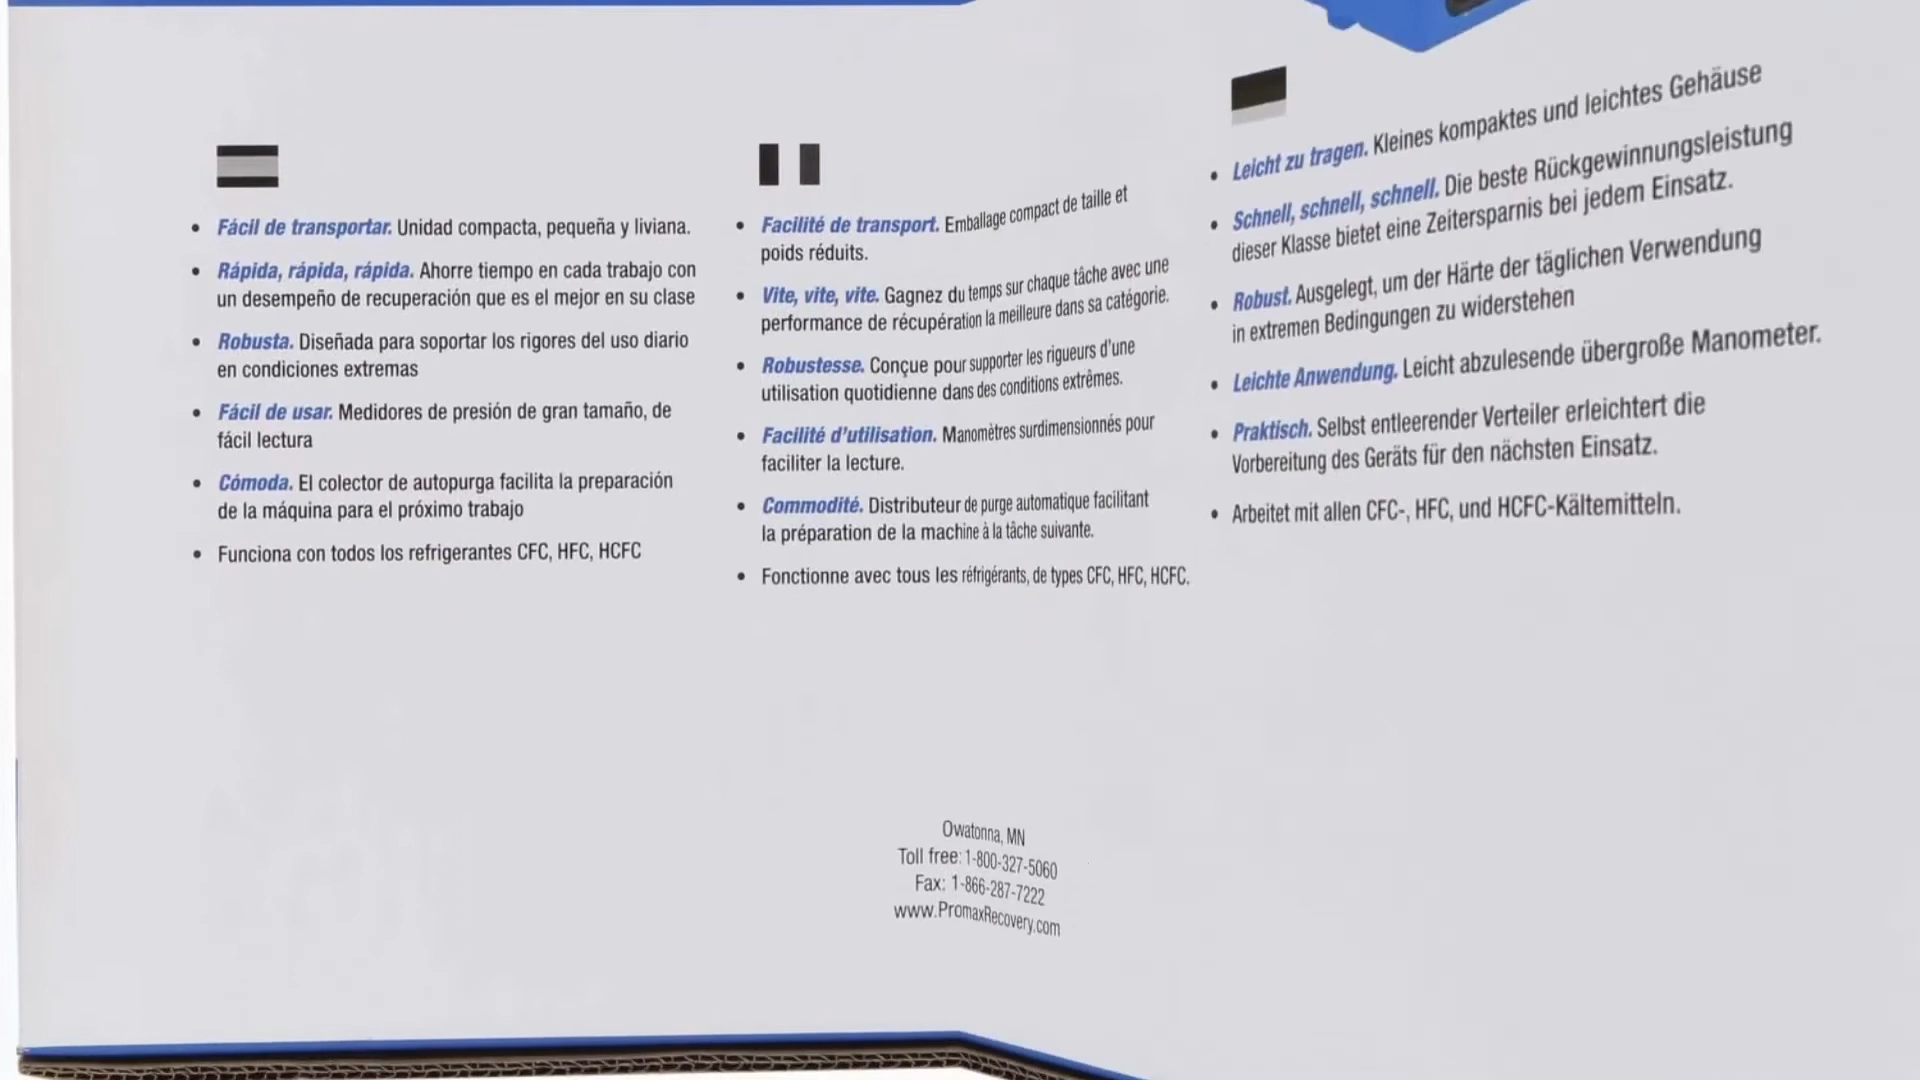 • Fácil de transportar. Unidad compacta, pequeña y liviana.
• Rápida, rápida, rápida. Ahorre tiempo en cada trabajo con
un desempeño de recuperación que es el mejor en su clase
• Robusta. Diseñada para soportar los rigores del uso diario
en condiciones extremas
• Fácil de usar. Medidores de presión de gran tamaño, de
fácil lectura
• Cómoda. El colector de autopurga facilita la preparación
de la máquina para el próximo trabajo
• Funciona con todos los refrigerantes CFC, HFC, HCFC
• Facilité de transport. Emballage compact de taille et
poids réduits.
• Vite, vite, vite. Gagnez du temps sur chaque tâche avec une
performance de récupération la meilleure dans sa catégorie.
• Robustesse. Conçue pour supporter les rigueurs d'une
utilisation quotidienne dans des conditions extrêmes.
• Facilité d'utilisation. Manomètres surdimensionnés pour
faciliter la lecture.
• Commodité. Distributeur de purge automatique facilitant
la préparation de la machine à la tâche suivante.
• Fonctionne avec tous les réfrigérants, de types CFC, HFC, HCFC.
• Leicht zu tragen. Kleines kompaktes und leichtes Gehäuse
• Schnell, schnell, schnell. Die beste Rückgewinnungsleistung
dieser Klasse bietet eine Zeitersparnis bei jedem Einsatz.
• Robust. Ausgelegt, um der Härte der täglichen Verwendung
in extremen Bedingungen zu widerstehen
• Leichte Anwendung. Leicht abzulesende übergroße Manometer.
• Praktisch. Selbst entleerender Verteiler erleichtert die
Vorbereitung des Geräts für den nächsten Einsatz.
• Arbeitet mit allen CFC-, HFC, und HCFC-Kältemitteln.
Owatonna, MN
Toll free: 1-800-327-5060
Fax: 1-866-287-7222
www.PromaxRecovery.com